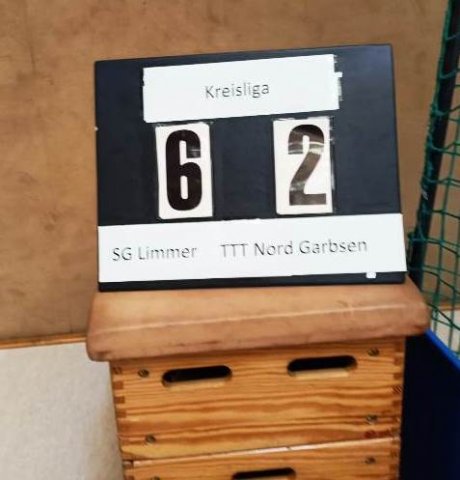 Kreisliga
6 2
SG Limmer TTT Nord Garbsen